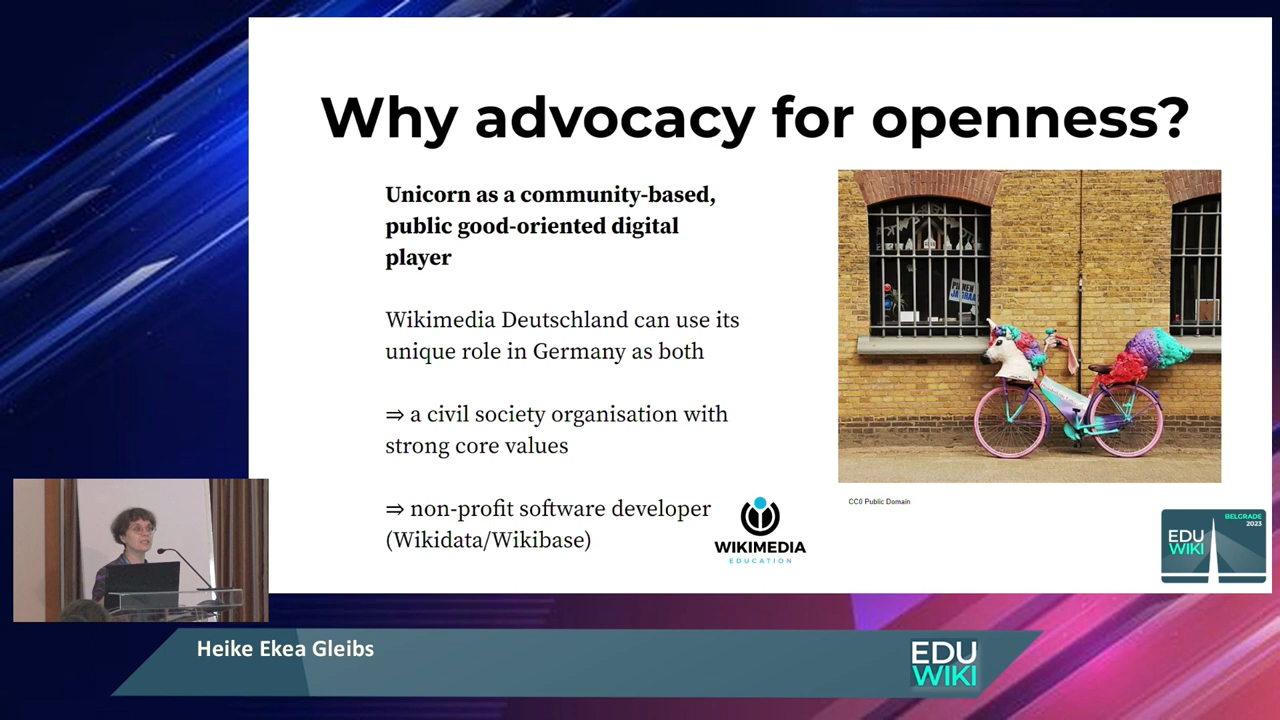 Why advocacy for openness?
Unicorn as a community-based,
public good-oriented digital
player
Wikimedia Deutschland can use its
unique role in Germany as both
⇒ a civil society organisation with
strong core values
⇒ non-profit software developer
(Wikidata/Wikibase)
WIKIMEDIA
EDUCATION
CC0 Public Domain
BELGRADE
2023
EDU
WIKI
Heike Ekea Gleibs
EDU
WIKI